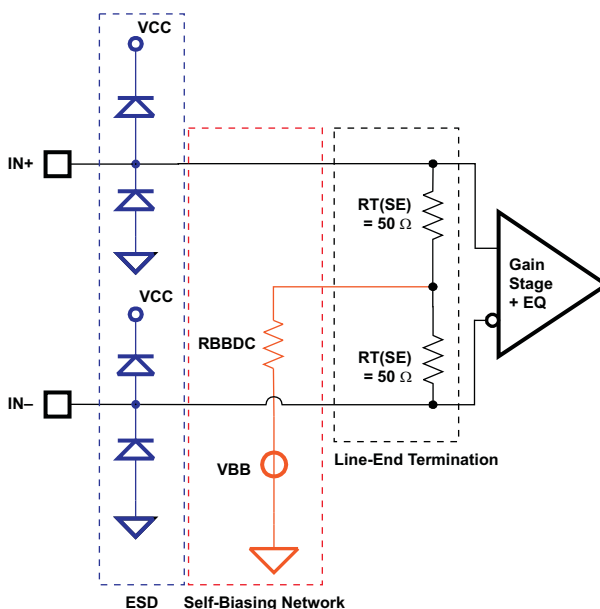 VCC
IN+
RT(SE)
= 50 Ω
Gain
Stage
+ EQ
VCC
RBBDC
RT(SE)
= 50 Ω
IN–
VBB
Line-End Termination
ESD
Self-Biasing Network